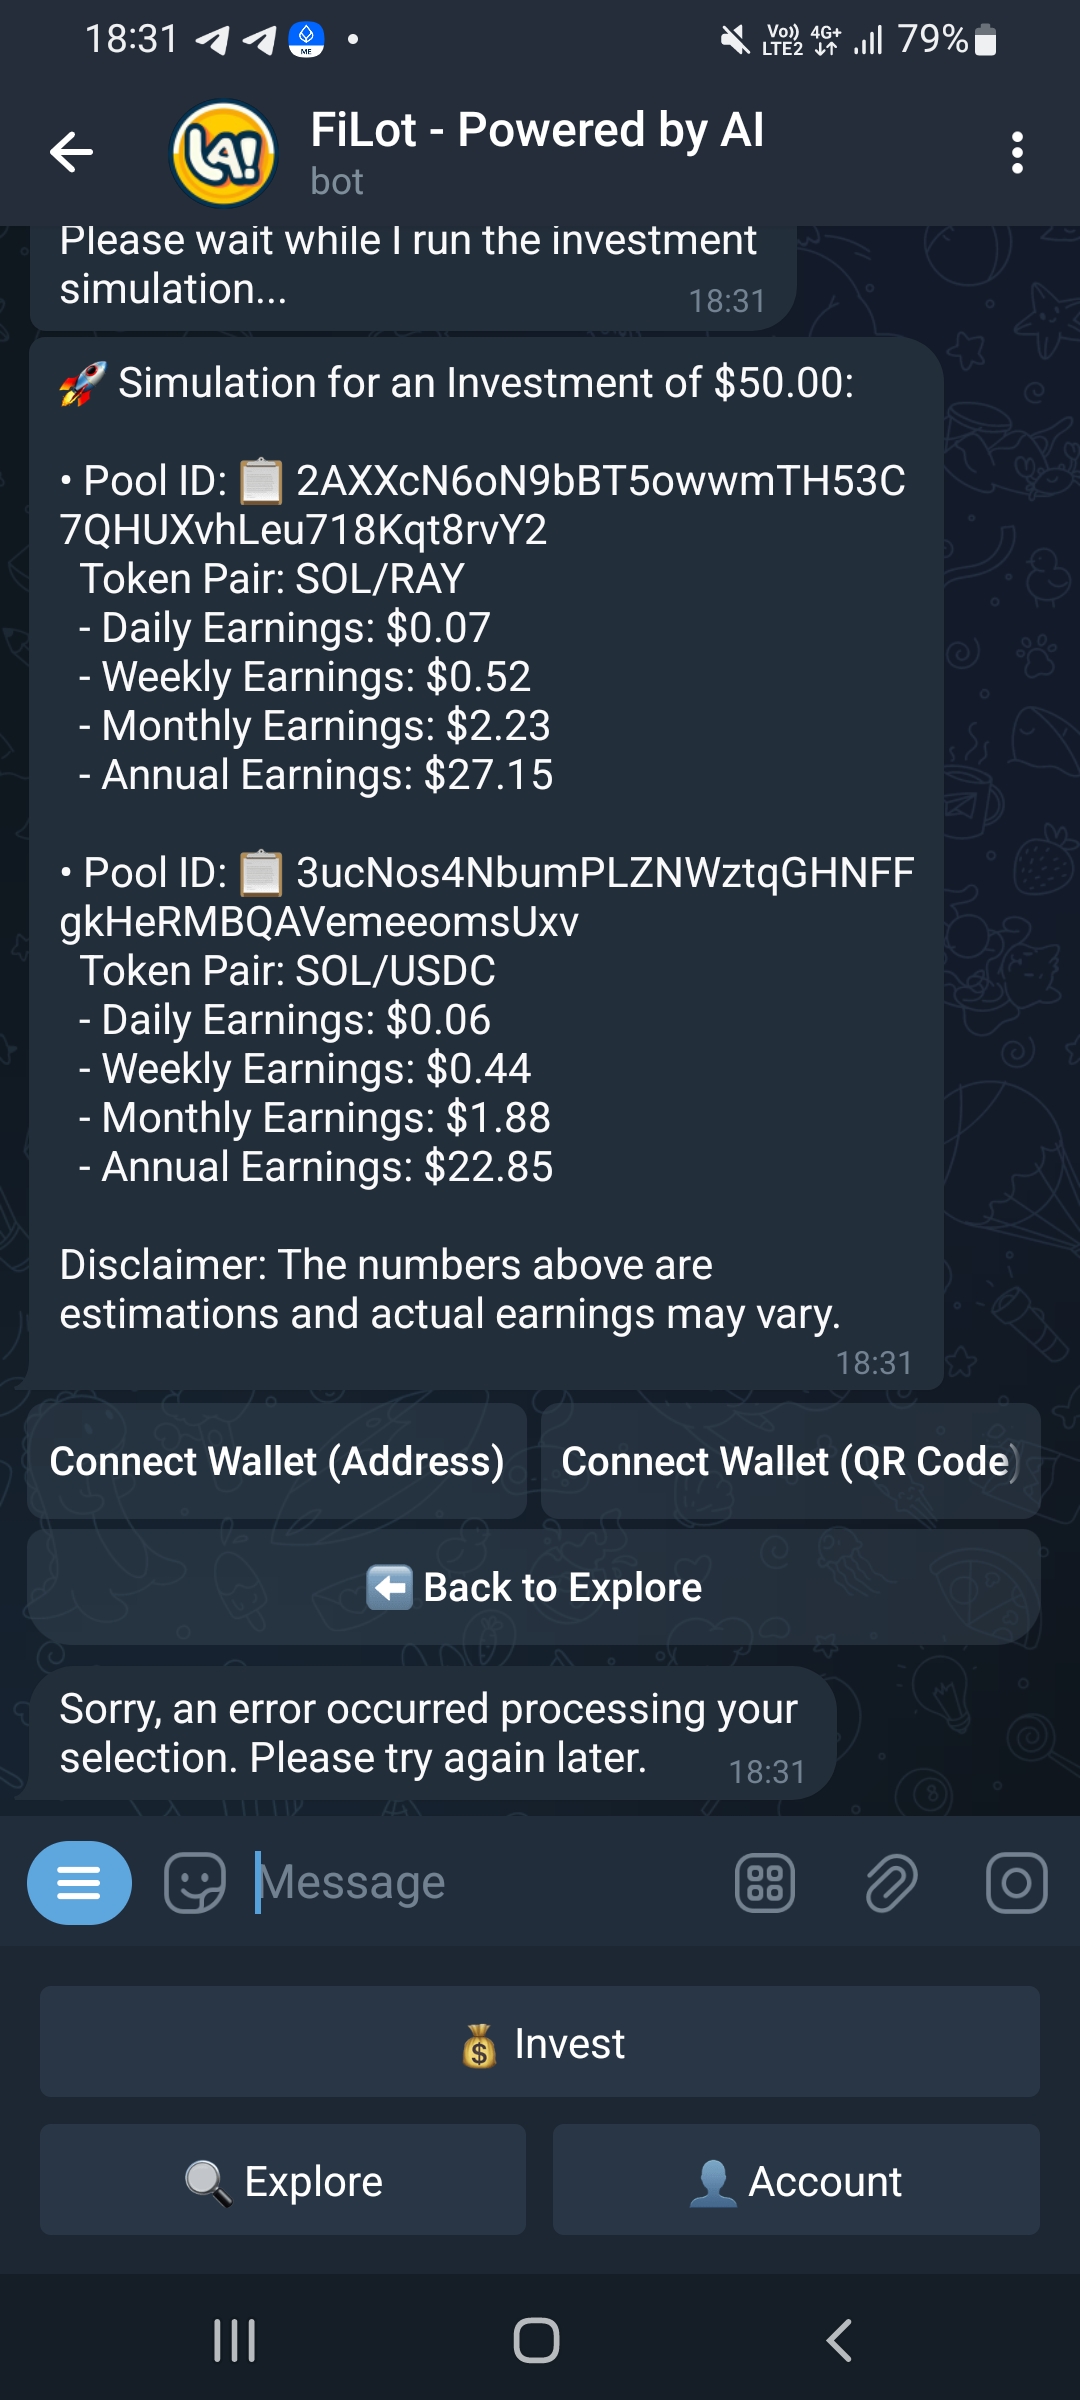 18:31
Vo)) LTE2 4G+ 79%
FiLot - Powered by AI
bot
Please wait while I run the investment
simulation...
18:31
🚀 Simulation for an Investment of $50.00:
• Pool ID: 📋 2AXXcN6oN9bBT5owwmTH53C
7QHUXvhLeu718Kqt8rvY2
Token Pair: SOL/RAY
- Daily Earnings: $0.07
- Weekly Earnings: $0.52
- Monthly Earnings: $2.23
- Annual Earnings: $27.15
• Pool ID: 📋 3ucNos4NbumPLZNWztqGHNFF
gkHeRMBQAVemeeomsUxv
Token Pair: SOL/USDC
- Daily Earnings: $0.06
- Weekly Earnings: $0.44
- Monthly Earnings: $1.88
- Annual Earnings: $22.85
Disclaimer: The numbers above are
estimations and actual earnings may vary.
18:31
Connect Wallet (Address)
Connect Wallet (QR Code)
⬅️ Back to Explore
Sorry, an error occurred processing your
selection. Please try again later.
18:31
Message
💰 Invest
🔍 Explore
👤 Account